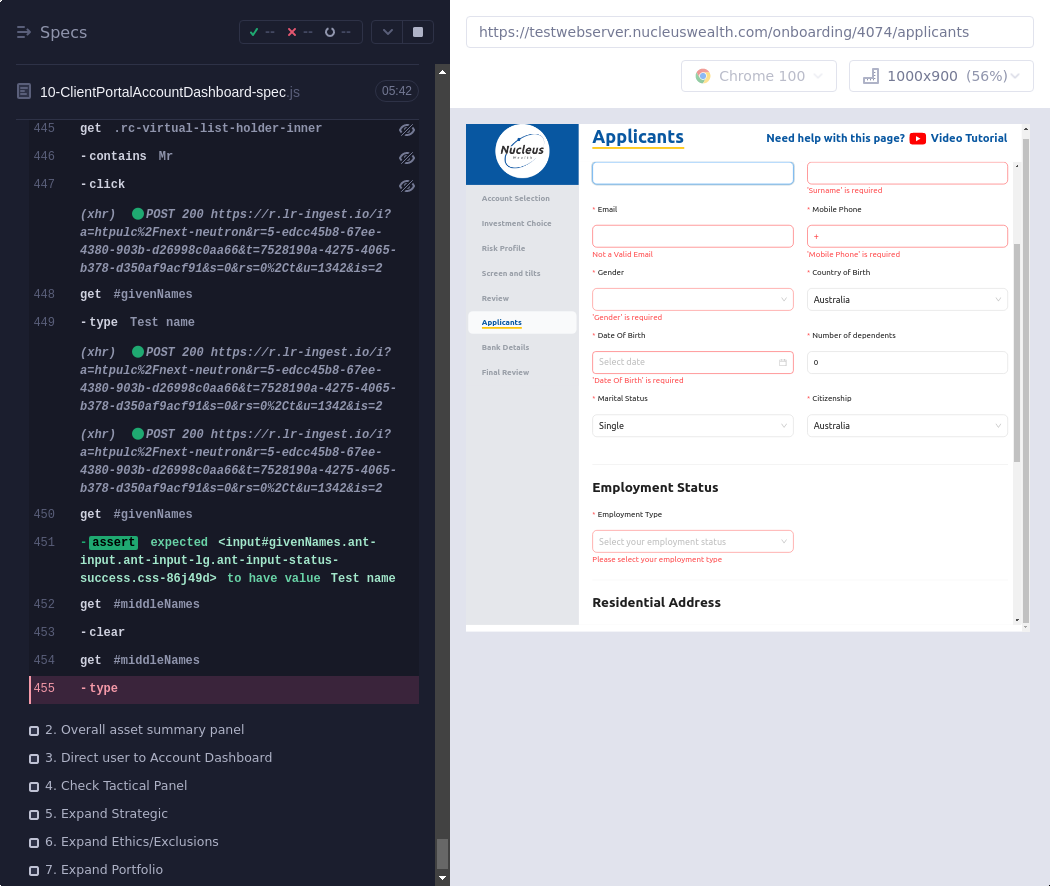 Specs
-- -- --
https://testwebserver.nucleuswealth.com/onboarding/4074/applicants
Chrome 100
1000x900 (56%)
10-ClientPortalAccountDashboard-spec.js
05:42
445 get .rc-virtual-list-holder-inner
446 -contains Mr
447 -click
(xhr) POST 200 https://r.lr-ingest.io/i?
a=htpulc%2Fnext-neutron&r=5-edcc45b8-67ee-
4380-903b-d26998c0aa66&t=7528190a-4275-4065-
b378-d350af9acf91&s=0&rs=0%2Ct&u=1342&is=2
448 get #givenNames
449 -type Test name
(xhr) POST 200 https://r.lr-ingest.io/i?
a=htpulc%2Fnext-neutron&r=5-edcc45b8-67ee-
4380-903b-d26998c0aa66&t=7528190a-4275-4065-
b378-d350af9acf91&s=0&rs=0%2Ct&u=1342&is=2
(xhr) POST 200 https://r.lr-ingest.io/i?
a=htpulc%2Fnext-neutron&r=5-edcc45b8-67ee-
4380-903b-d26998c0aa66&t=7528190a-4275-4065-
b378-d350af9acf91&s=0&rs=0%2Ct&u=1342&is=2
450 get #givenNames
451 -assert expected <input#givenNames.ant-
input.ant-input-lg.ant-input-status-
success.css-86j49d> to have value Test name
452 get #middleNames
453 -clear
454 get #middleNames
455 -type
2. Overall asset summary panel
3. Direct user to Account Dashboard
4. Check Tactical Panel
5. Expand Strategic
6. Expand Ethics/Exclusions
7. Expand Portfolio
Nucleus
Wealth
Account Selection
Investment Choice
Risk Profile
Screen and tilts
Review
Applicants
Bank Details
Final Review
Applicants
Need help with this page? Video Tutorial
'Surname' is required
* Email
* Mobile Phone
+
Not a Valid Email
'Mobile Phone' is required
* Gender
* Country of Birth
Australia
'Gender' is required
* Date Of Birth
* Number of dependents
Select date
0
'Date Of Birth' is required
* Marital Status
* Citizenship
Single
Australia
Employment Status
* Employment Type
Select your employment status
Please select your employment type
Residential Address